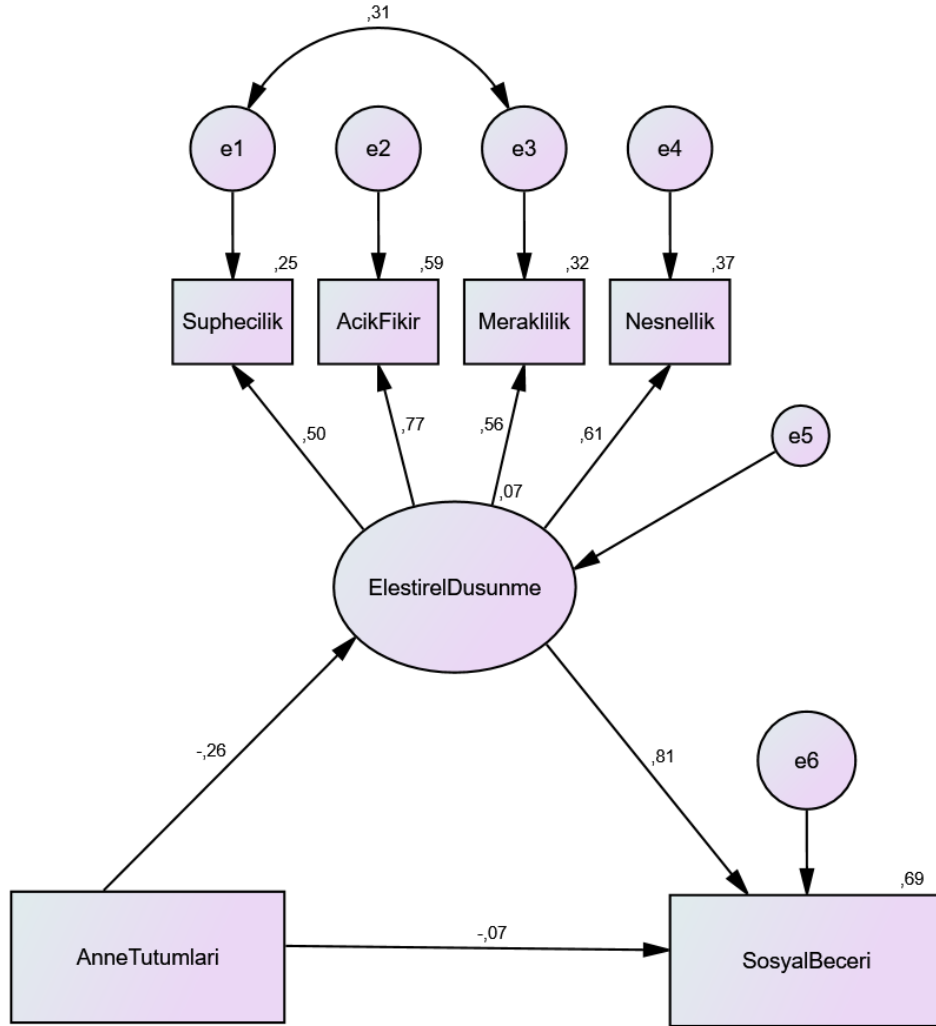 ,31
e1
e2
e3
e4
,25
,59
,32
,37
Suphecilik
AcikFikir
Meraklilik
Nesnellik
,50
,77
,56
,61
e5
,07
ElestirelDusunme
-,26
,81
e6
,69
-,07
AnneTutumlari
SosyalBeceri